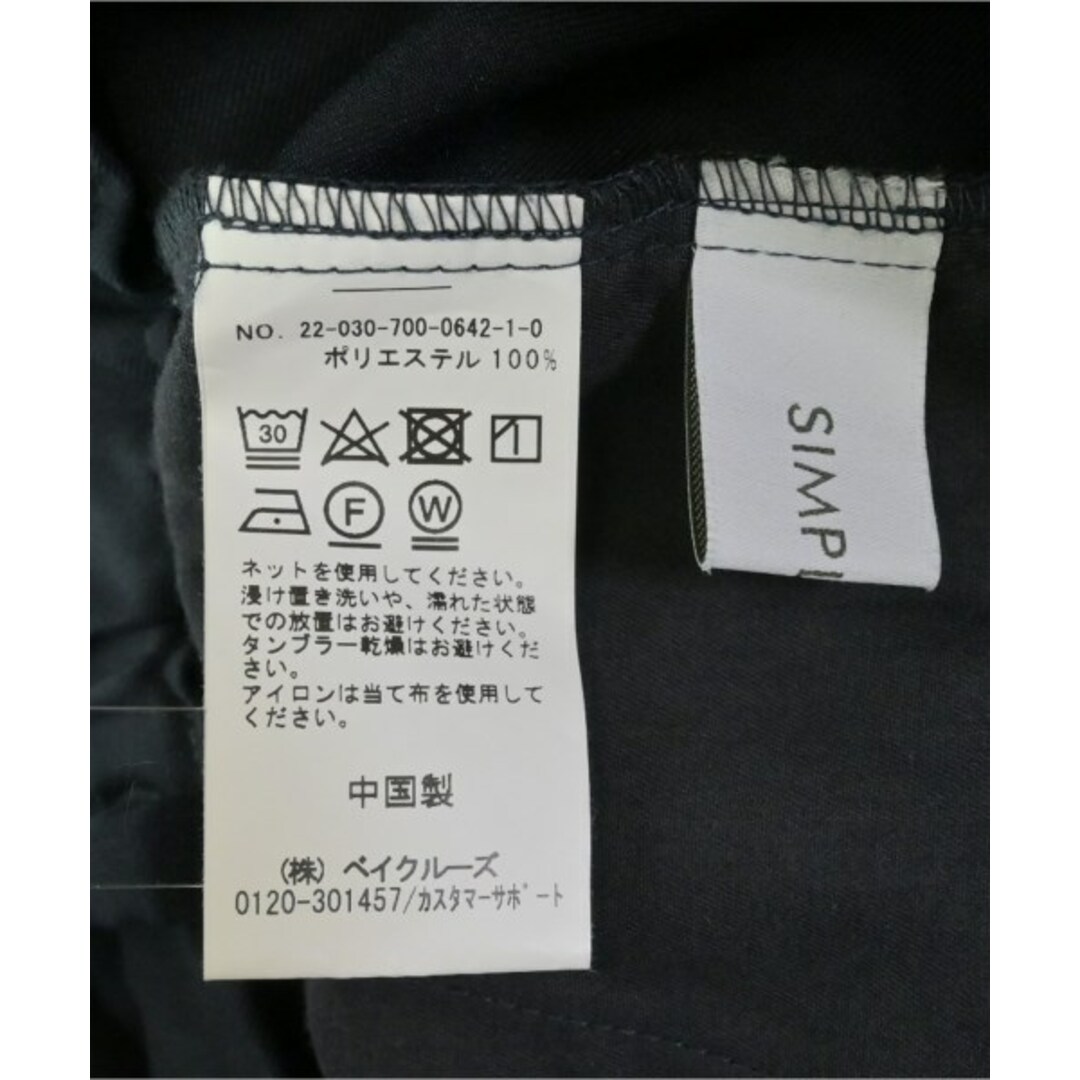 NO. 22-030-700-0642-1-0
ポリエステル 100%
30
F W
ネットを使用してください。
浸け置き洗いや、濡れた状態
での放置はお避けください。
タンブラー乾燥はお避けくだ
さい。
アイロンは当て布を使用して
ください。
中国製
(株) ベイクルーズ
0120-301457/カスタマーサポート
SIMP